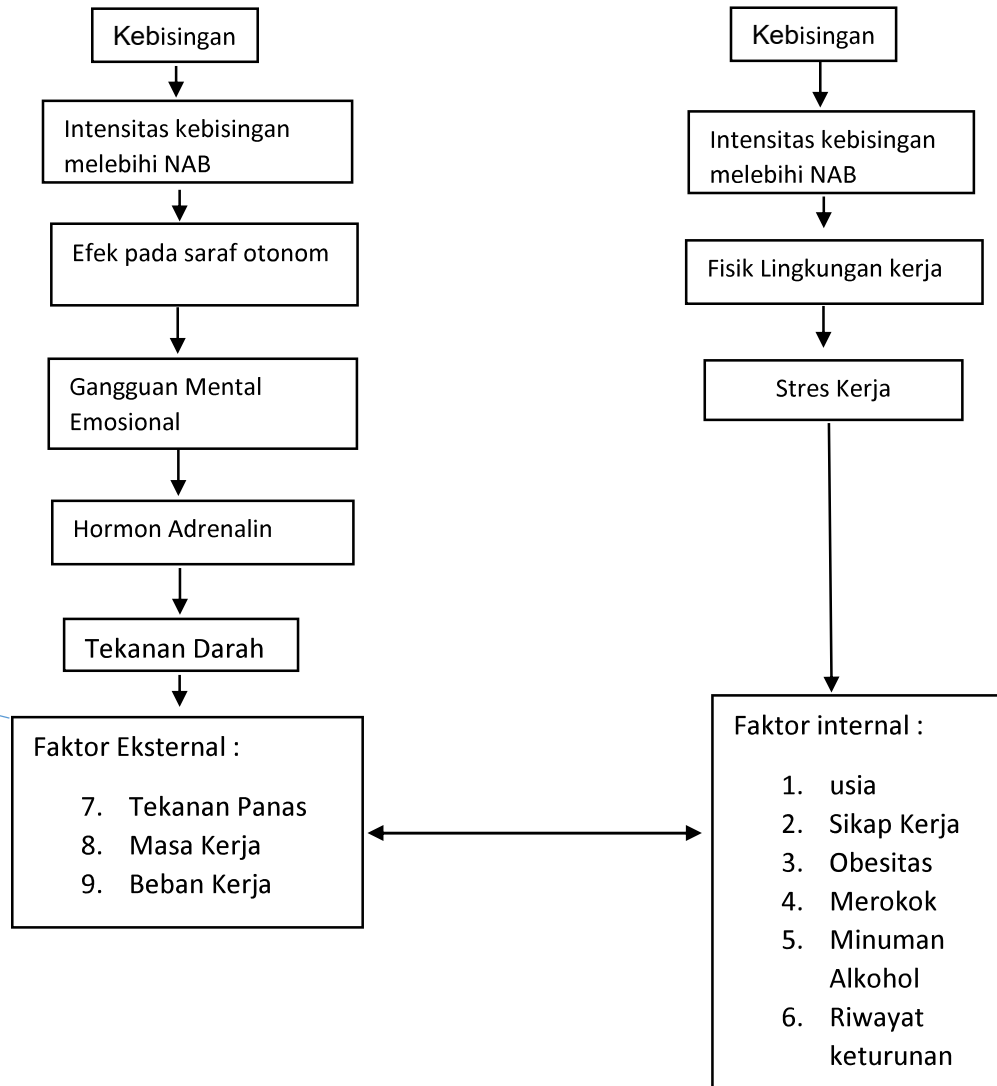 Kebisingan
Intensitas kebisingan
melebihi NAB
Efek pada saraf otonom
Gangguan Mental
Emosional
Hormon Adrenalin
Tekanan Darah
Faktor Eksternal :
7. Tekanan Panas
8. Masa Kerja
9. Beban Kerja
Kebisingan
Intensitas kebisingan
melebihi NAB
Fisik Lingkungan kerja
Stres Kerja
Faktor internal :
1. usia
2. Sikap Kerja
3. Obesitas
4. Merokok
5. Minuman
Alkohol
6. Riwayat
keturunan